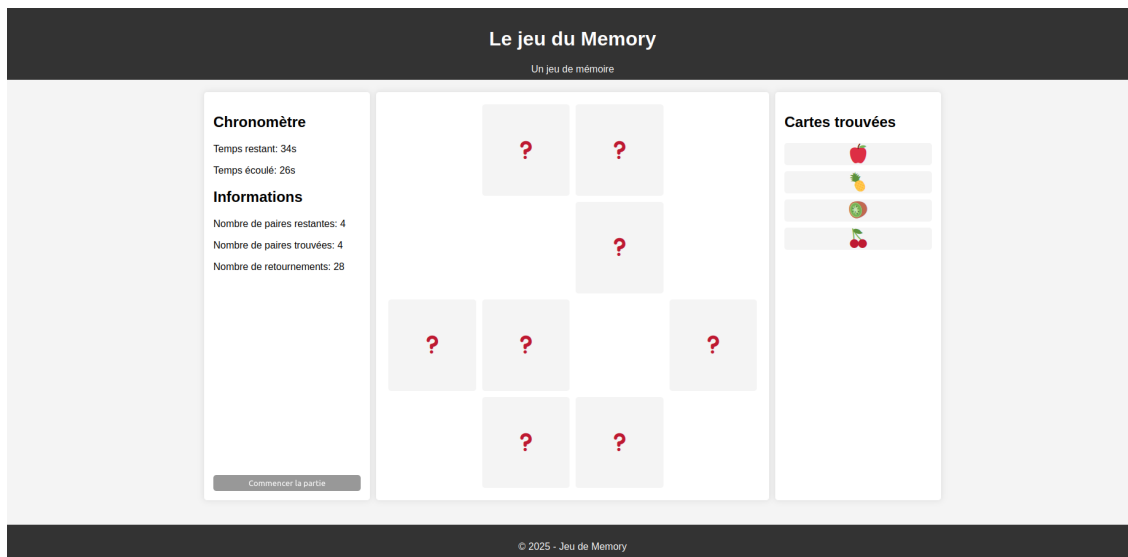 Le jeu du Memory
Un jeu de mémoire
Chronomètre
Temps restant: 34s
Temps écoulé: 26s
Informations
Nombre de paires restantes: 4
Nombre de paires trouvées: 4
Nombre de retournements: 28
Commencer la partie
? ?
?
? ? ?
? ?
Cartes trouvées
© 2025 - Jeu de Memory